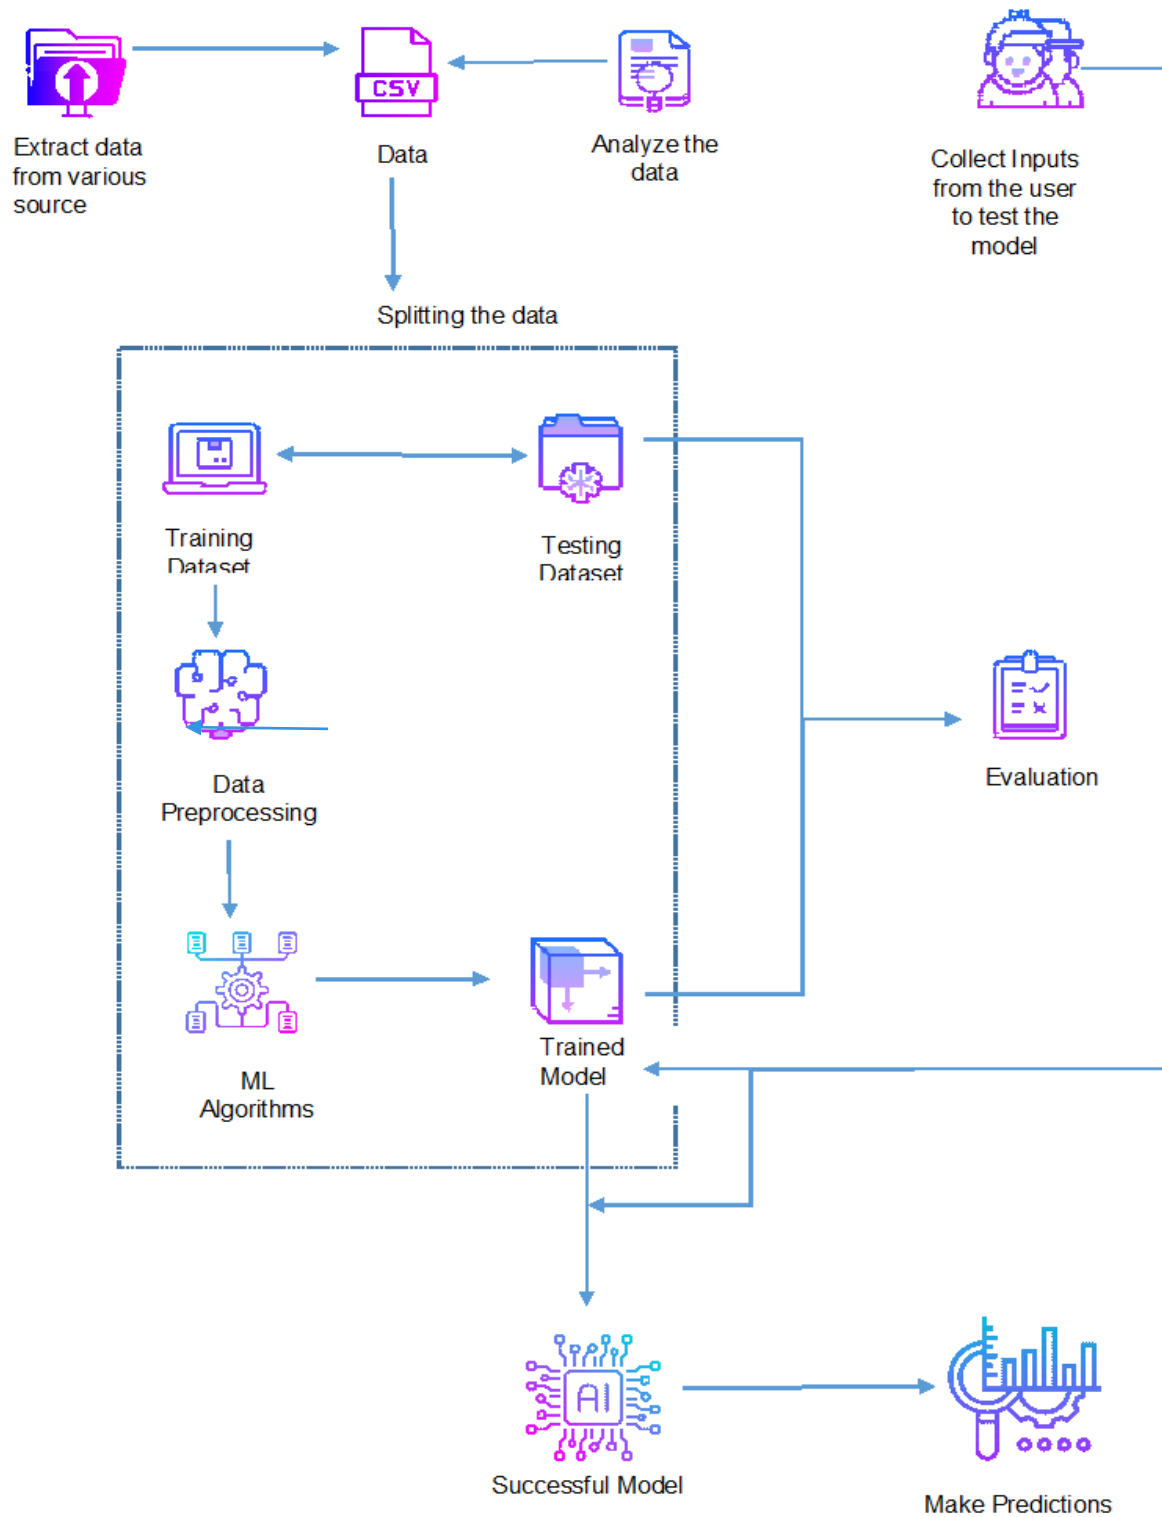 Extract data
from various
source
CSV
Data
Analyze the
data
Collect Inputs
from the user
to test the
model
Splitting the data
Training
Dataset
Testing
Dataset
Data
Preprocessing
Evaluation
ML
Algorithms
Trained
Model
AI
Successful Model
Make Predictions